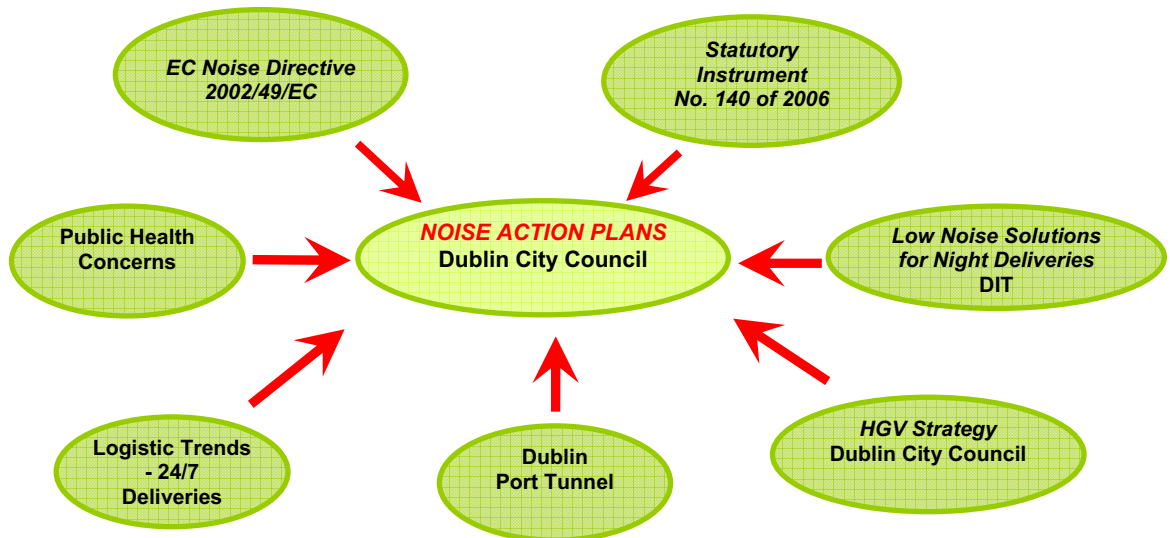 EC Noise Directive
2002/49/EC
Statutory
Instrument
No. 140 of 2006
Public Health
Concerns
NOISE ACTION PLANS
Dublin City Council
Low Noise Solutions
for Night Deliveries
DIT
Logistic Trends
- 24/7
Deliveries
Dublin
Port Tunnel
HGV Strategy
Dublin City Council